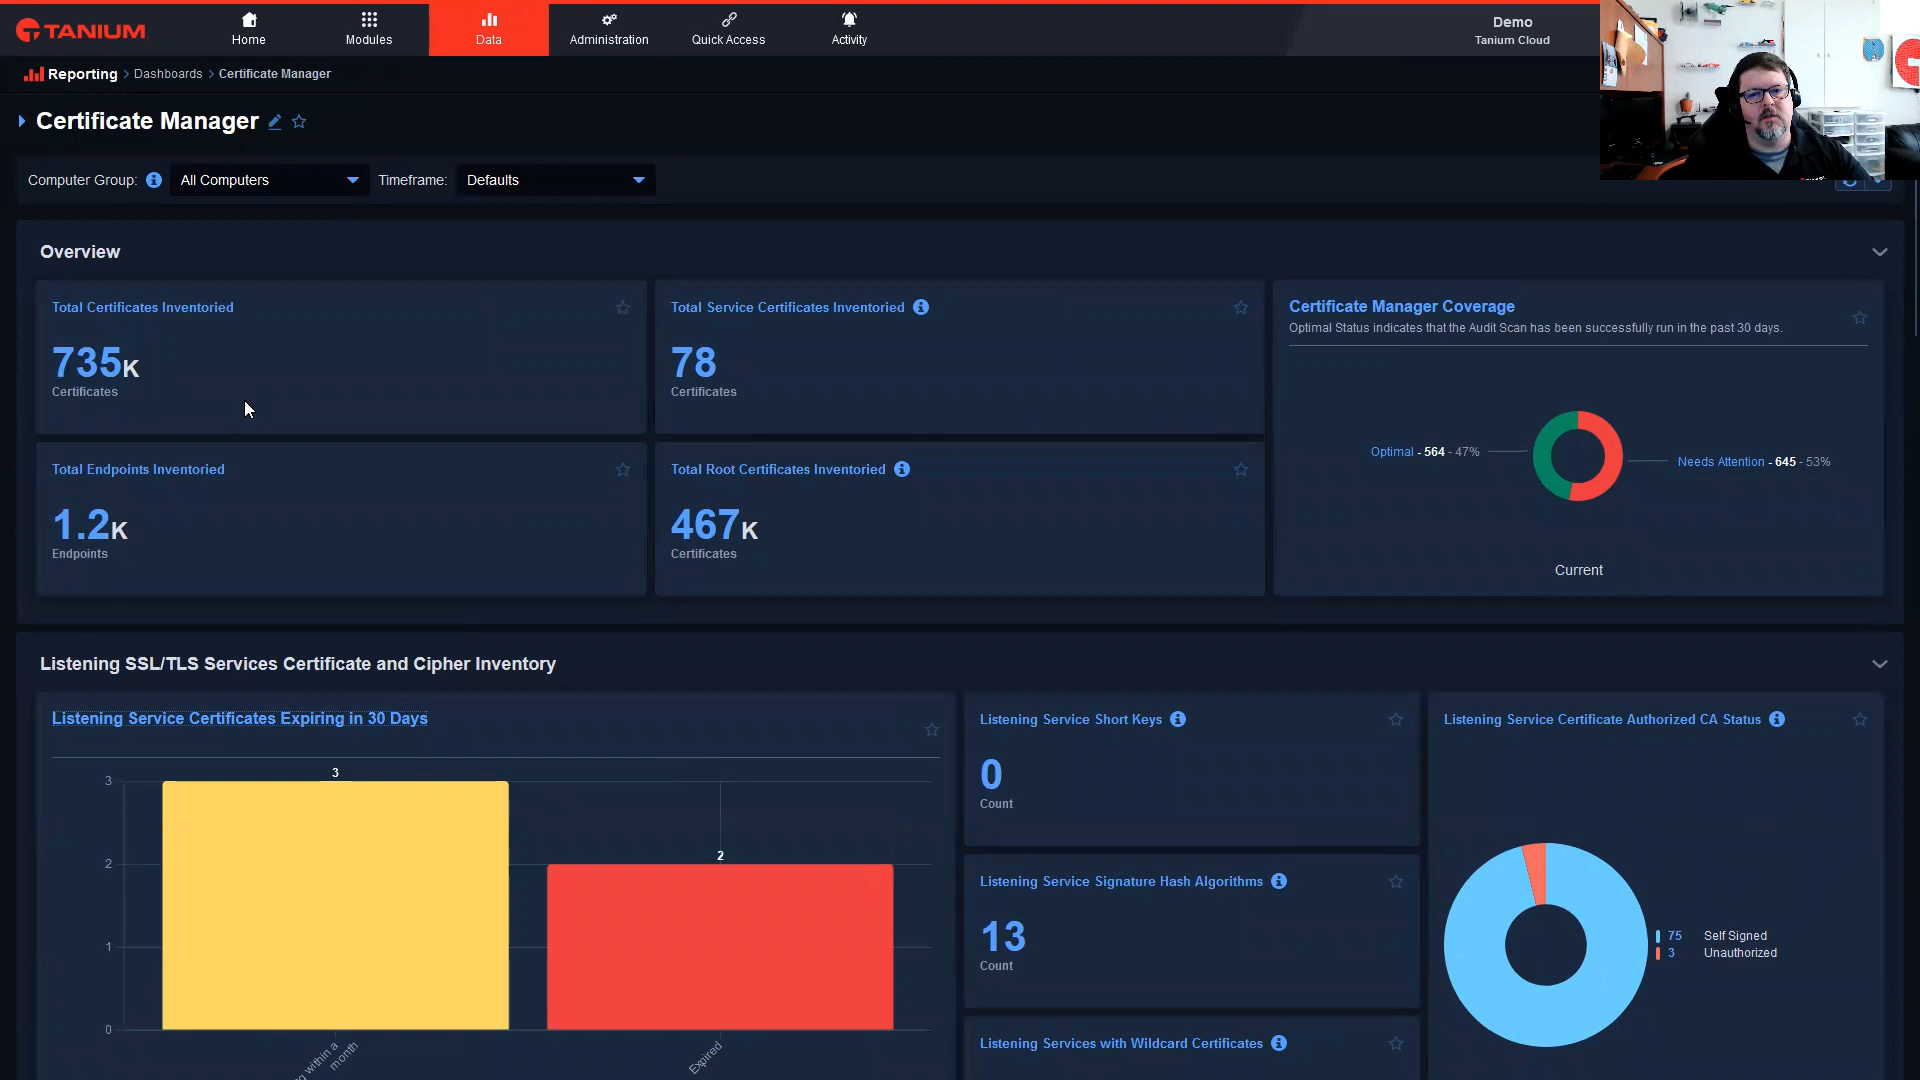 TANIUM
Home
Modules
Data
Administration
Quick Access
Activity
Demo
Tanium Cloud
Reporting > Dashboards > Certificate Manager
Certificate Manager
Computer Group:
All Computers
Timeframe:
Defaults
Overview
Total Certificates Inventoried
735K
Certificates
Total Service Certificates Inventoried
78
Certificates
Certificate Manager Coverage
Optimal Status indicates that the Audit Scan has been successfully run in the past 30 days.
Optimal - 564 - 47%
Needs Attention - 645 - 53%
Current
Total Endpoints Inventoried
1.2K
Endpoints
Total Root Certificates Inventoried
467K
Certificates
Listening SSL/TLS Services Certificate and Cipher Inventory
Listening Service Certificates Expiring in 30 Days
3
2
1
0
3
2
within a
month
Expired
Listening Service Short Keys
0
Count
Listening Service Signature Hash Algorithms
13
Count
Listening Services with Wildcard Certificates
Listening Service Certificate Authorized CA Status
75 Self Signed
3 Unauthorized